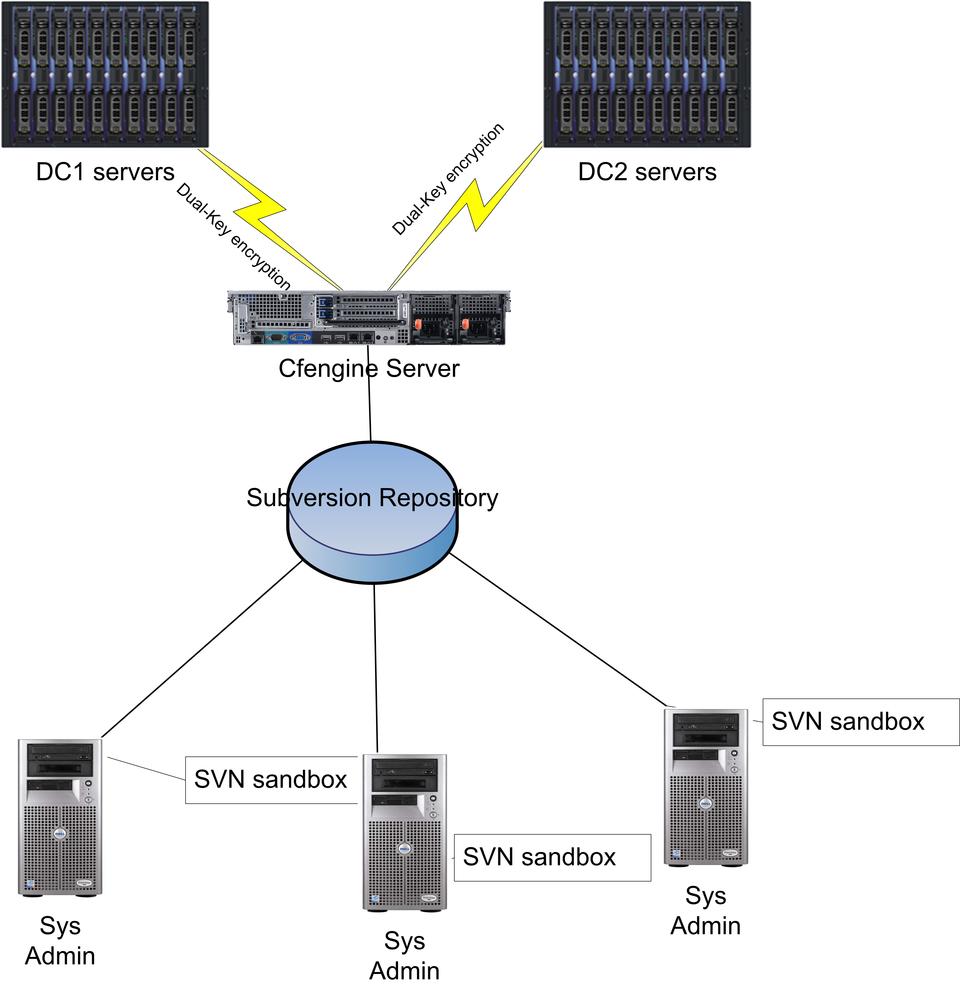 DC1 servers
DC2 servers
Dual-Key encryption
Dual-Key encryption
Cfengine Server
Subversion Repository
SVN sandbox
SVN sandbox
SVN sandbox
Sys
Admin
Sys
Admin
Sys
Admin